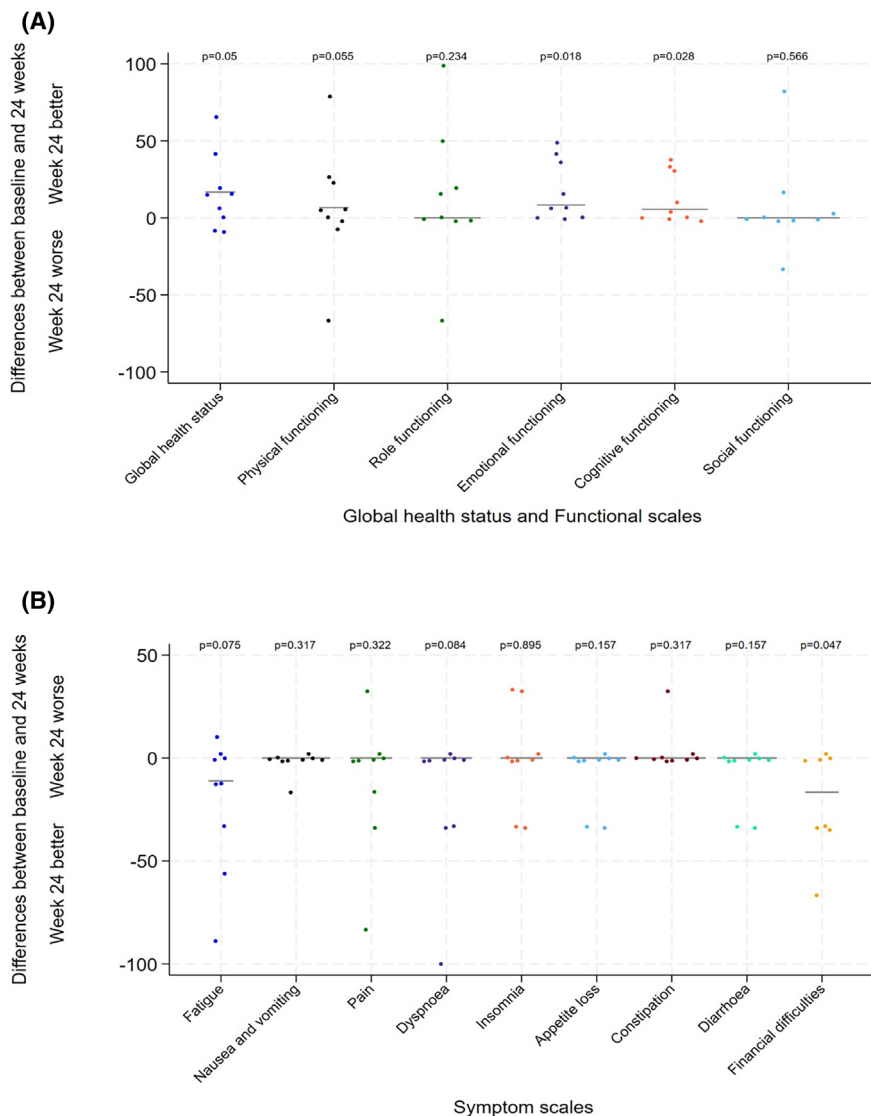 (A)
Differences between baseline and 24 weeks
Week 24 worse Week 24 better
p=0.05 p=0.055 p=0.234 p=0.018 p=0.028 p=0.566
100
50
0
-50
-100
Global health status
Physical functioning
Role functioning
Emotional functioning
Cognitive functioning
Social functioning
Global health status and Functional scales
(B)
Differences between baseline and 24 weeks
Week 24 better Week 24 worse
p=0.075 p=0.317 p=0.322 p=0.084 p=0.895 p=0.157 p=0.317 p=0.157 p=0.047
50
0
-50
-100
Fatigue
Nausea and vomiting
Pain
Dyspnoea
Insomnia
Appetite loss
Constipation
Diarrhoea
Financial difficulties
Symptom scales